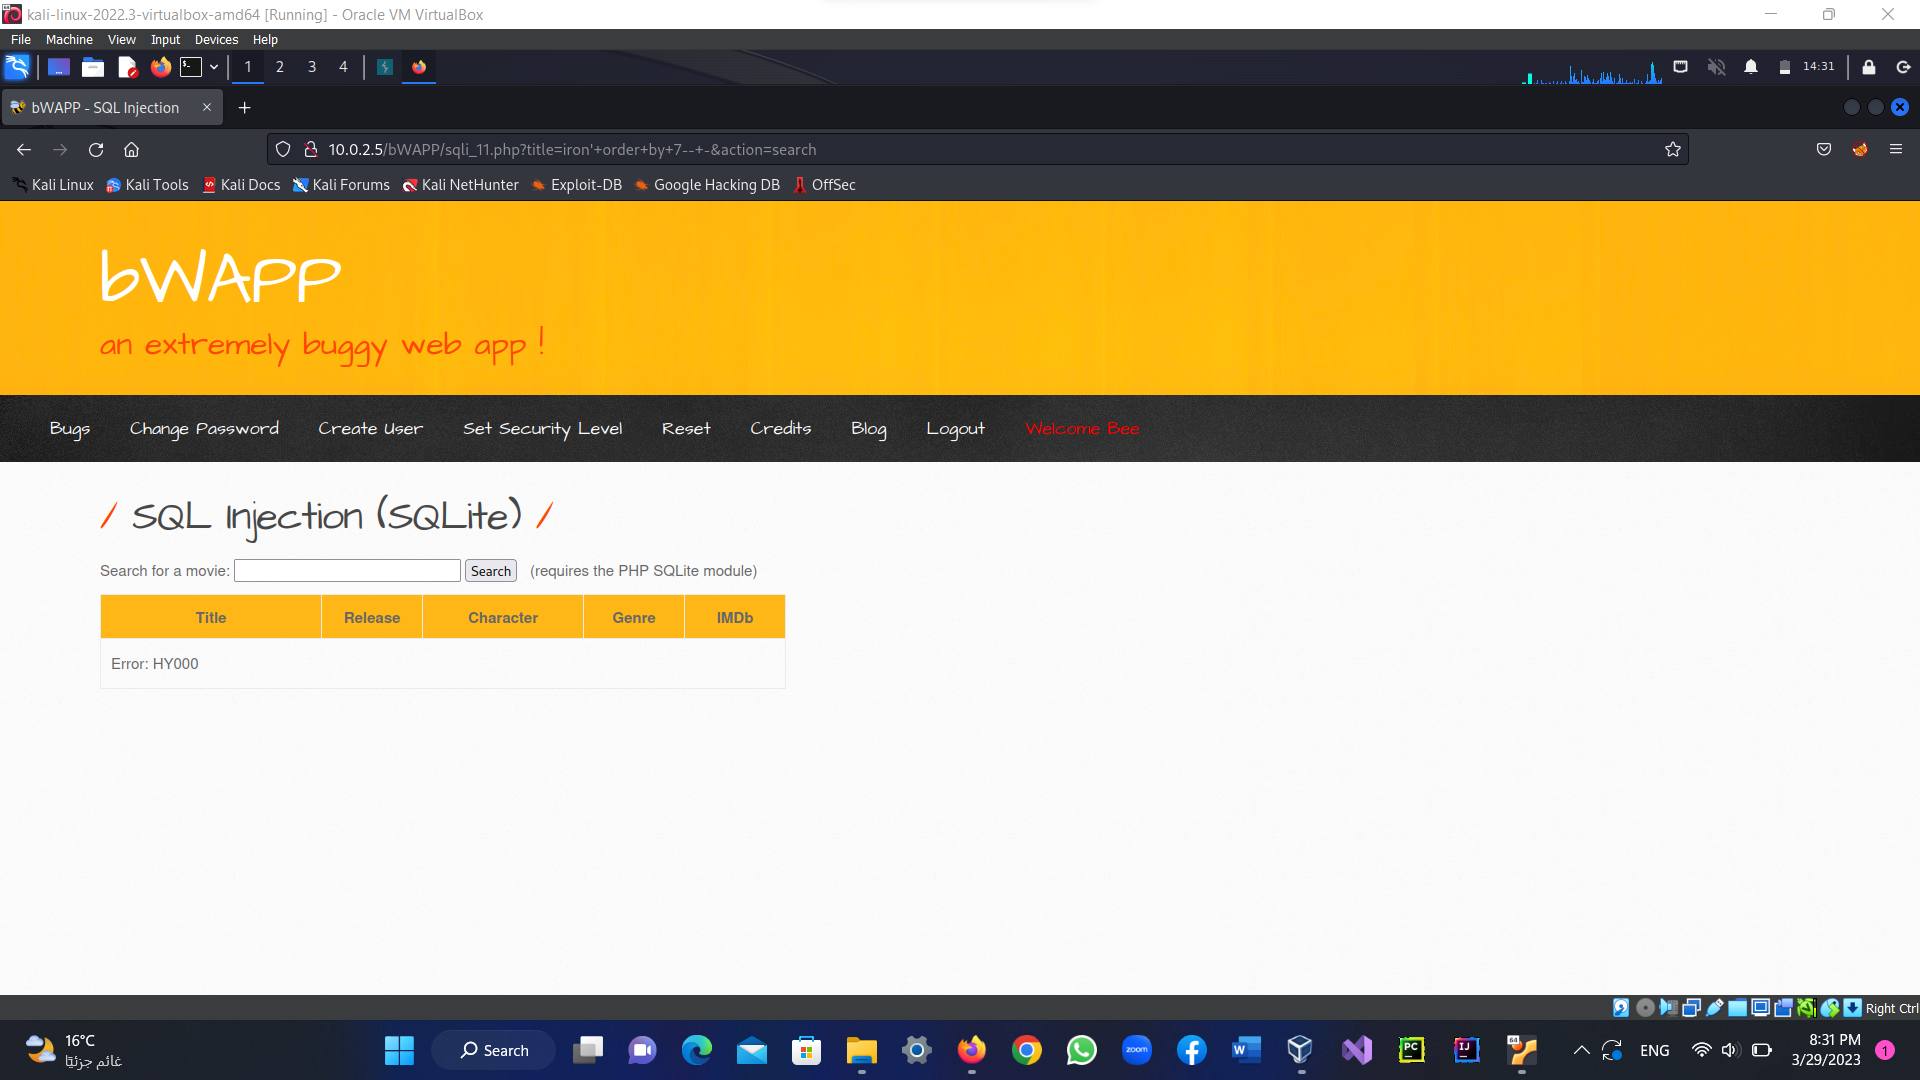 kali-linux-2022.3-virtualbox-amd64 [Running] - Oracle VM VirtualBox
File Machine View Input Devices Help
1 2 3 4 14:31
bWAPP - SQL Injection
10.0.2.5/bWAPP/sqli_11.php?title=iron'+order+by+7--+-&action=search
Kali Linux Kali Tools Kali Docs Kali Forums Kali NetHunter Exploit-DB Google Hacking DB OffSec
bWAPP
an extremely buggy web app !
Bugs Change Password Create User Set Security Level Reset Credits Blog Logout Welcome Bee
/ SQL Injection (SQLite) /
Search for a movie: Search (requires the PHP SQLite module)
Title Release Character Genre IMDb
Error: HY000
Right Ctrl
16°C
غائم جزئيًا
Search
zoom
ENG
8:31 PM
3/29/2023
1